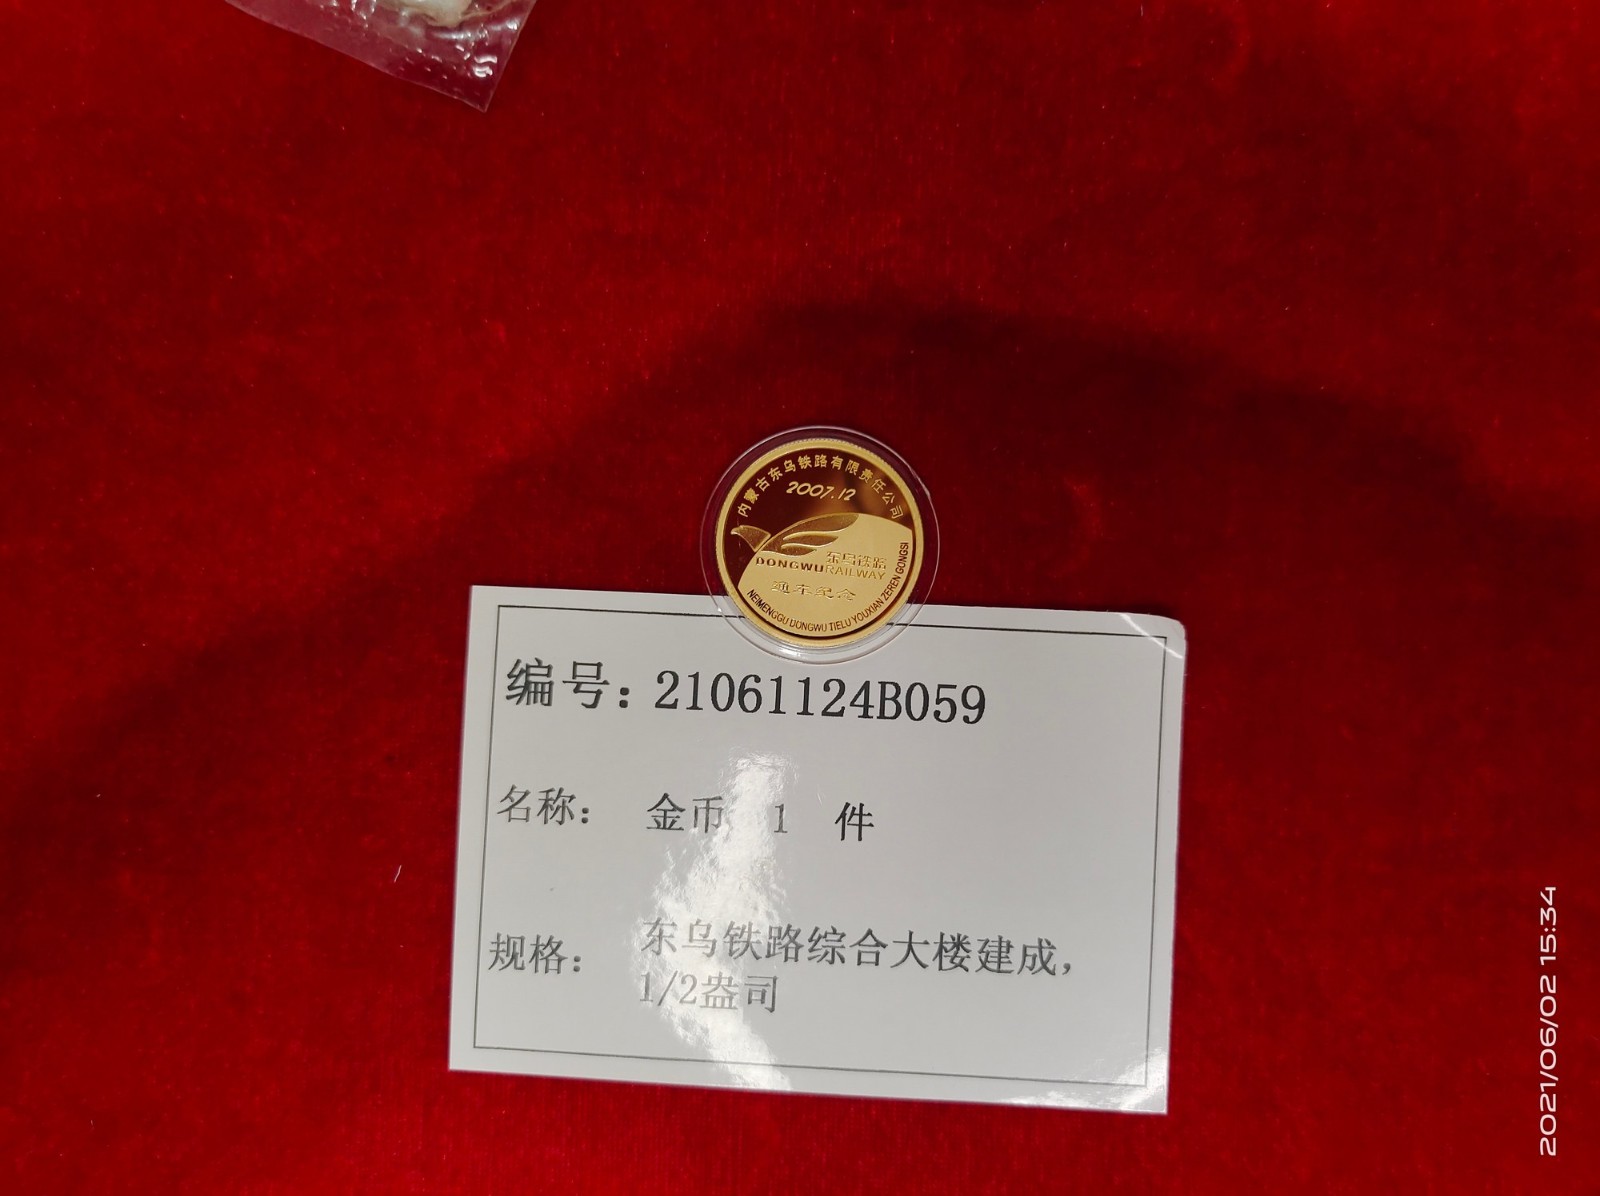 内蒙古东乌铁路有限责任公司
2007.12
东乌铁路
DONGWU RAILWAY
通车纪念
NEIMENGGU DONGWU TIELU YOUXIAN ZEREN GONGSI
编号：21061124B059
名称： 金币 1 件
规格： 东乌铁路综合大楼建成，
1/2盎司
2021/06/02 15:34